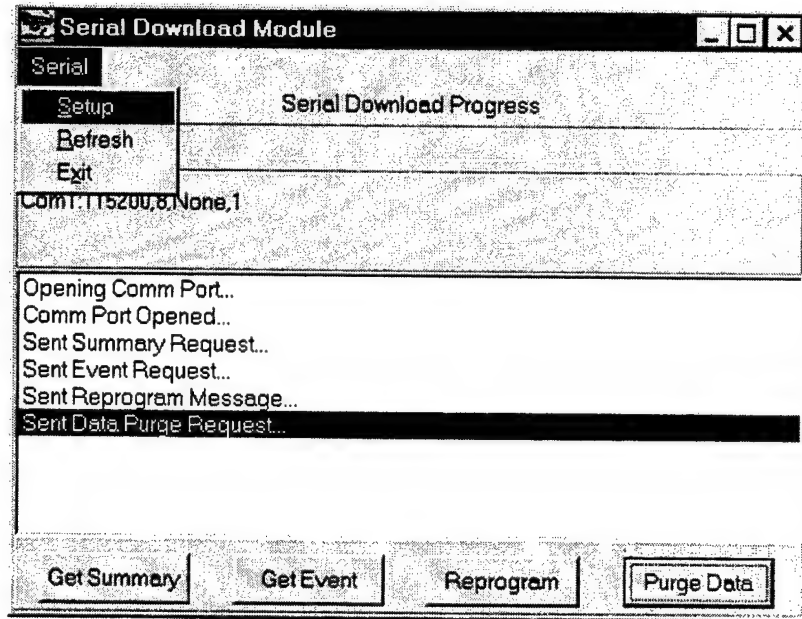 Serial Download Module
Serial
Setup
Serial Download Progress
Refresh
Exit
Com1:115200,8,None,1
Opening Comm Port...
Comm Port Opened...
Sent Summary Request...
Sent Event Request...
Sent Reprogram Message...
Sent Data Purge Request...
Get Summary
Get Event
Reprogram
Purge Data